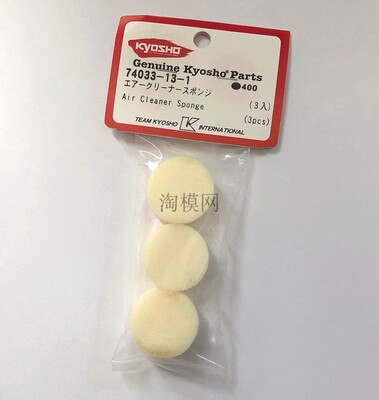 KYOSHO
Genuine Kyosho® Parts
74033-13-1 ●400
エアークリーナースポンジ (3入)
Air Cleaner Sponge (3pcs)
TEAM KYOSHO K INTERNATIONAL
淘模网